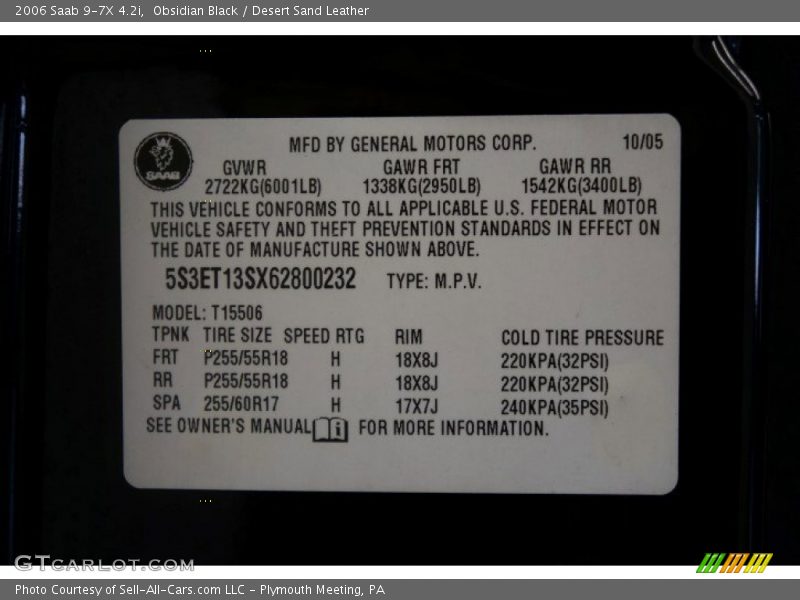 2006 Saab 9-7X 4.2i,  Obsidian Black / Desert Sand Leather
SAAB
MFD BY GENERAL MOTORS CORP. 10/05
GVWR GAWR FRT GAWR RR
2722KG(6001LB) 1338KG(2950LB) 1542KG(3400LB)
THIS VEHICLE CONFORMS TO ALL APPLICABLE U.S. FEDERAL MOTOR
VEHICLE SAFETY AND THEFT PREVENTION STANDARDS IN EFFECT ON
THE DATE OF MANUFACTURE SHOWN ABOVE.
5S3ET13SX62800232 TYPE: M.P.V.
MODEL: T15506
TPNK TIRE SIZE SPEED RTG RIM COLD TIRE PRESSURE
FRT P255/55R18 H 18X8J 220KPA(32PSI)
RR P255/55R18 H 18X8J 220KPA(32PSI)
SPA 255/60R17 H 17X7J 240KPA(35PSI)
SEE OWNER'S MANUAL i FOR MORE INFORMATION.
GTCARLOT.COM
Photo Courtesy of Sell-All-Cars.com LLC - Plymouth Meeting, PA